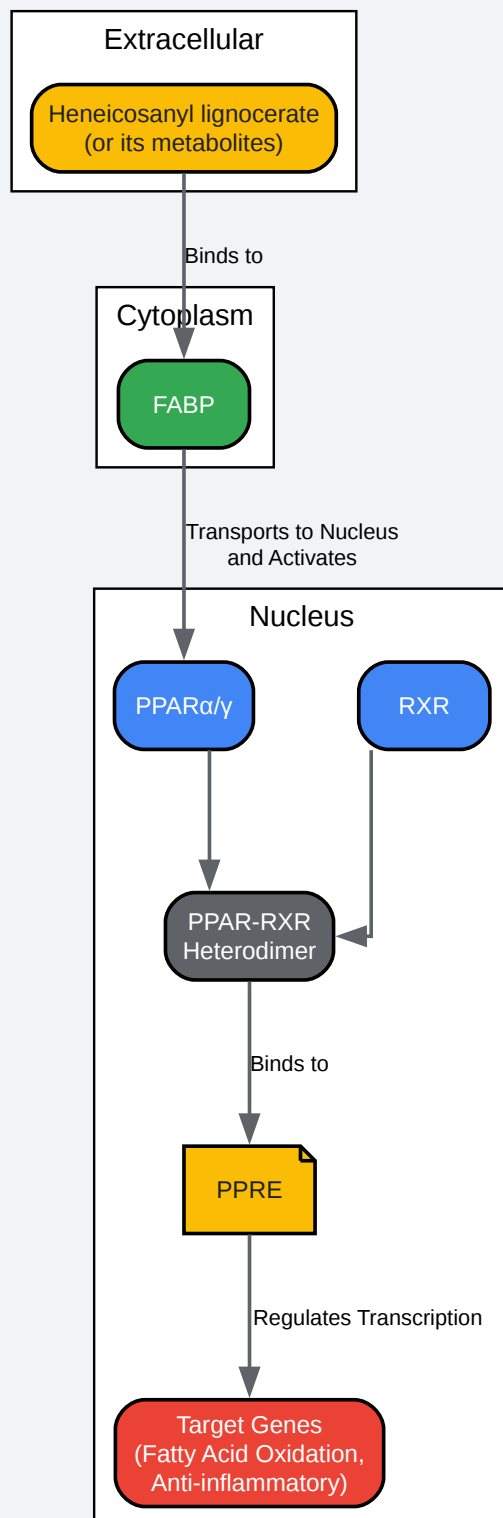 Extracellular
Heneicosanyl lignocerate
(or its metabolites)
Binds to
Cytoplasm
FABP
Transports to Nucleus
and Activates
Nucleus
PPARα/γ
RXR
PPAR-RXR
Heterodimer
Binds to
PPRE
Regulates Transcription
Target Genes
(Fatty Acid Oxidation,
Anti-inflammatory)